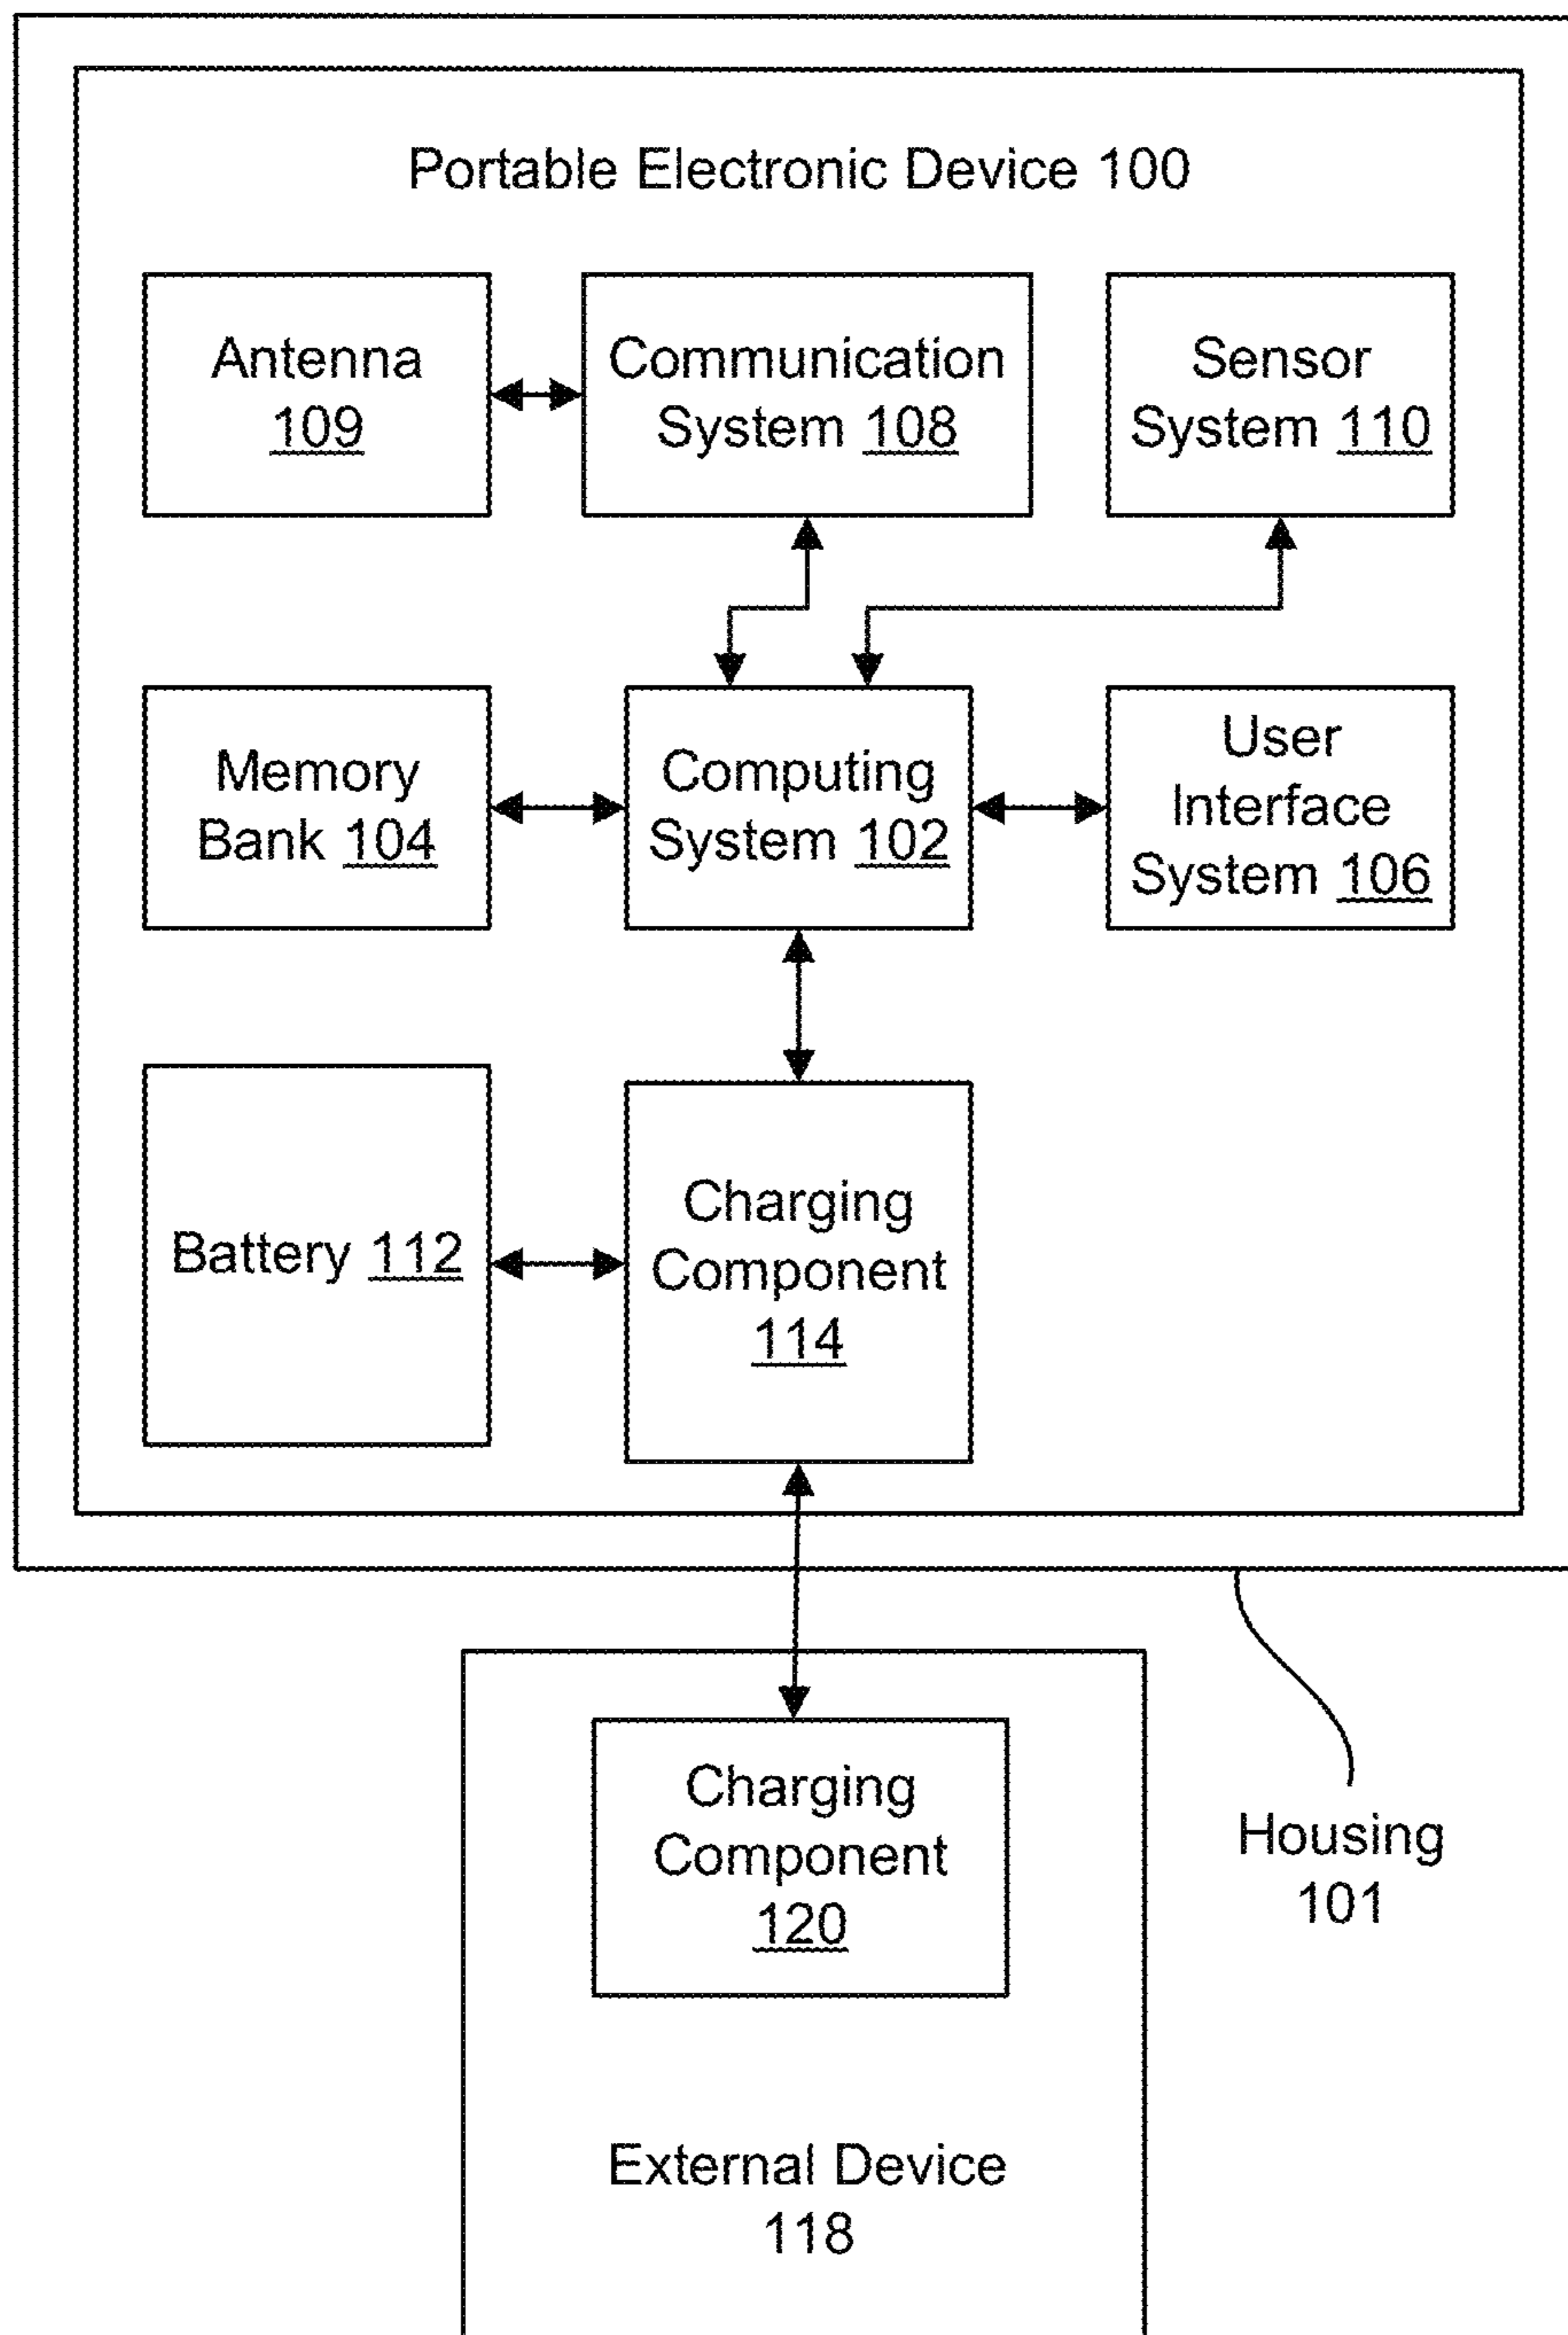 Portable Electronic Device 100
Antenna
109
Communication
System 108
Sensor
System 110
Memory
Bank 104
Computing
System 102
User
Interface
System 106
Battery 112
Charging
Component
114
Charging
Component
120
Housing
101
External Device
118